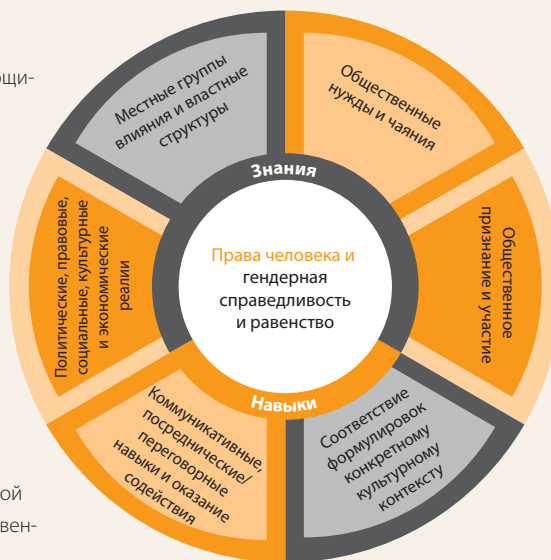 ощи-
Местные группы
влияния и властные
структуры
Общественные
нужды и чаяния
Знания
Политические, правовые,
социальные, культурные
и экономические
реалии
Права человека и
гендерная
справедливость
и равенство
Общественное
признание и участие
Навыки
Коммуникативные,
посреднические/
переговорные
навыки и оказание
содействия
Соответствие
формулировок
конкретному
культурному
контексту
ой
вен-